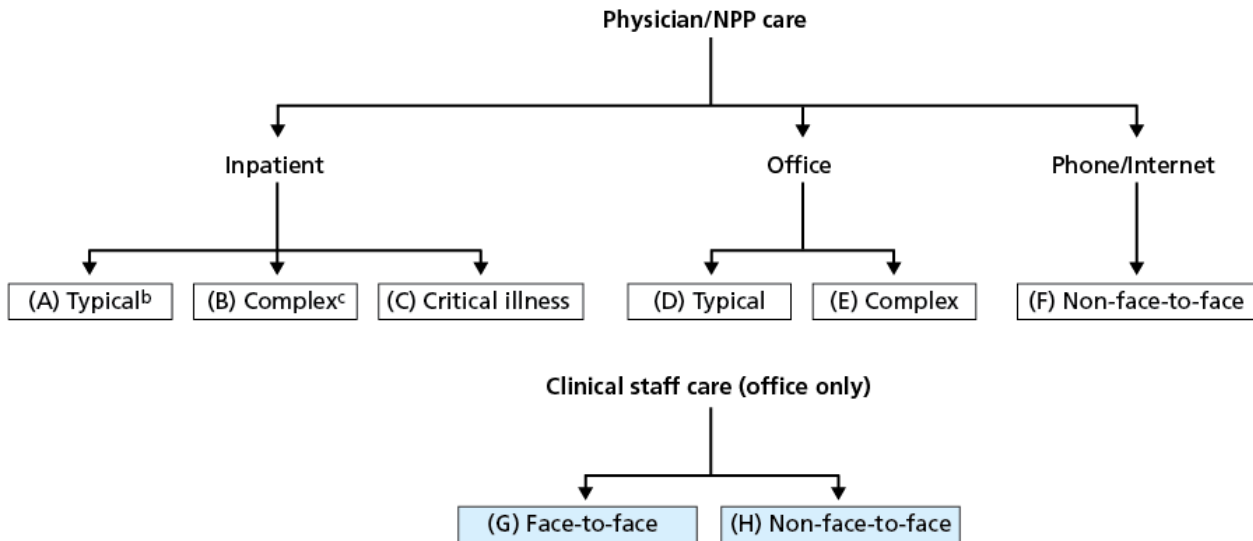 Physician/NPP care
Inpatient
Office
Phone/Internet
(A) Typicalᵇ
(B) Complexᶜ
(C) Critical illness
(D) Typical
(E) Complex
(F) Non-face-to-face
Clinical staff care (office only)
(G) Face-to-face
(H) Non-face-to-face